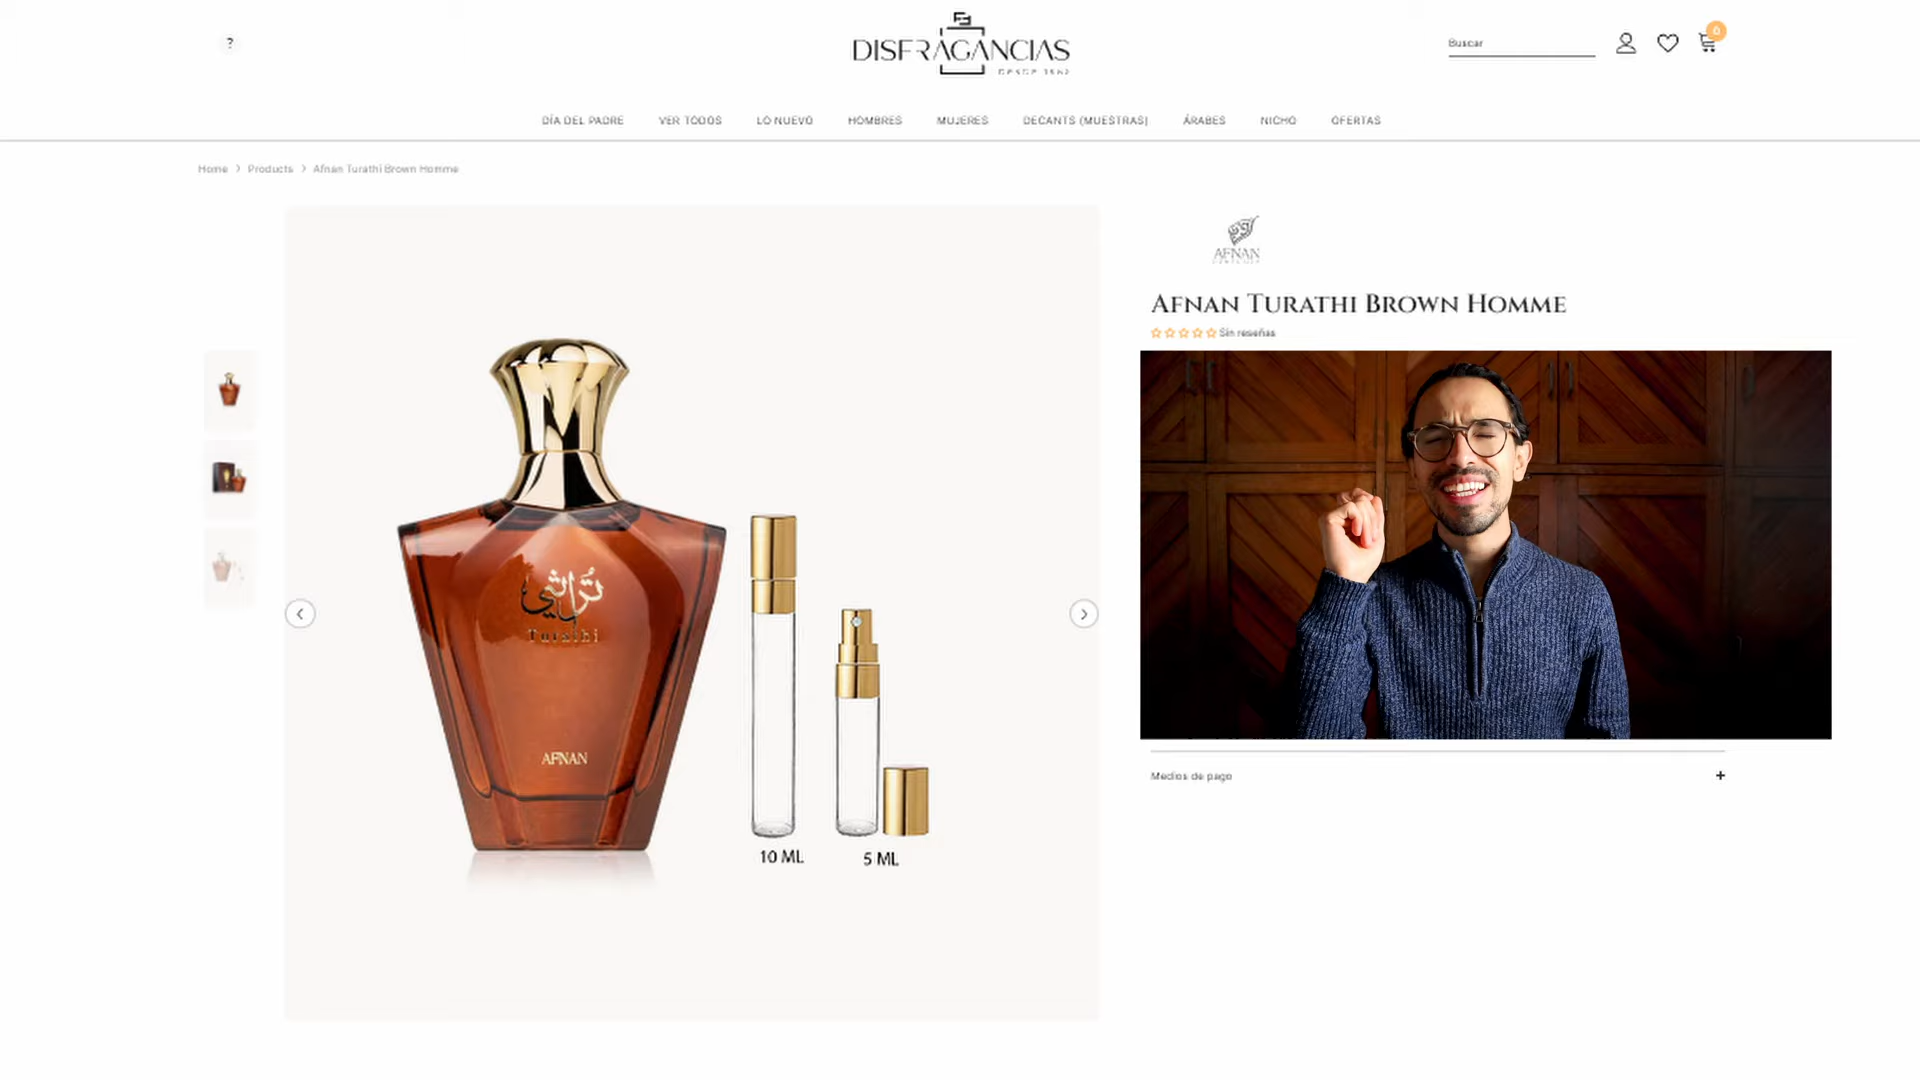 ?
DISFRAGANCIAS
DESDE 1962
Buscar
0
DÍA DEL PADRE
VER TODOS
LO NUEVO
HOMBRES
MUJERES
DECANTS (MUESTRAS)
ÁRABES
NICHO
OFERTAS
Home > Products > Afnan Turathi Brown Homme
AFNAN
AFNAN TURATHI BROWN HOMME
Sin reseñas
تراثي
Turathi
AFNAN
10 ML
5 ML
Medios de pago
+